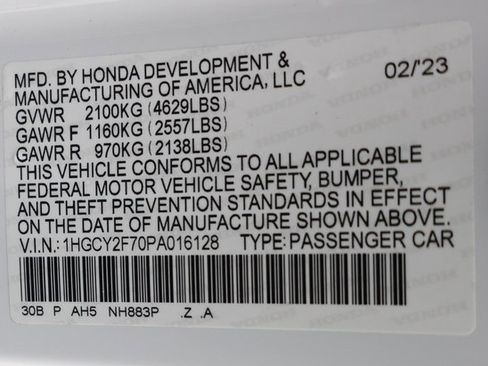 MFD. BY HONDA DEVELOPMENT &
MANUFACTURING OF AMERICA, LLC 02/'23
GVWR 2100KG (4629LBS)
GAWR F 1160KG (2557LBS)
GAWR R 970KG (2138LBS)
THIS VEHICLE CONFORMS TO ALL APPLICABLE
FEDERAL MOTOR VEHICLE SAFETY, BUMPER,
AND THEFT PREVENTION STANDARDS IN EFFECT
ON THE DATE OF MANUFACTURE SHOWN ABOVE.
V.I.N.: 1HGCY2F70PA016128 TYPE: PASSENGER CAR
30B P AH5 NH883P .Z .A